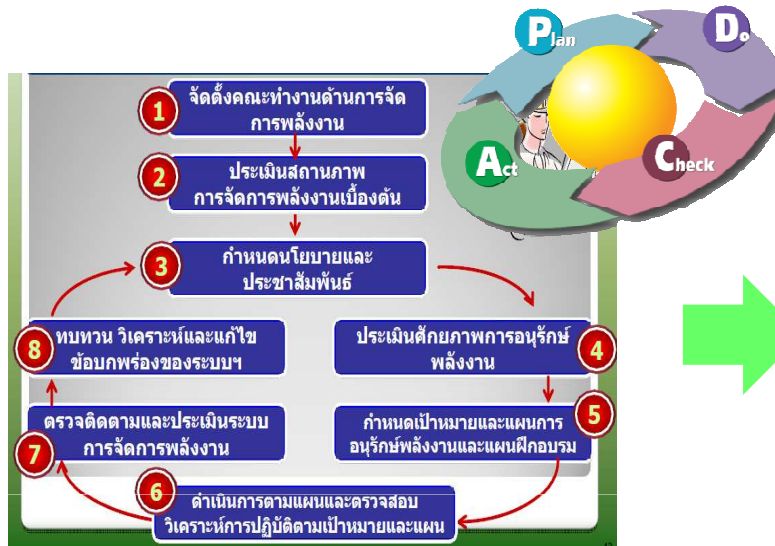 Plan
Do
Act
Check
1
จัดตั้งคณะทำงานด้านการจัด
การพลังงาน
2
ประเมินสถานภาพ
การจัดการพลังงานเบื้องต้น
3
กำหนดนโยบายและ
ประชาสัมพันธ์
8
ทบทวน วิเคราะห์และแก้ไข
ข้อบกพร่องของระบบฯ
ประเมินศักยภาพการอนุรักษ์
พลังงาน
4
7
ตรวจติดตามและประเมินระบบ
การจัดการพลังงาน
กำหนดเป้าหมายและแผนการ
อนุรักษ์พลังงานและแผนฝึกอบรม
5
6
ดำเนินการตามแผนและตรวจสอบ
วิเคราะห์การปฏิบัติตามเป้าหมายและแผน